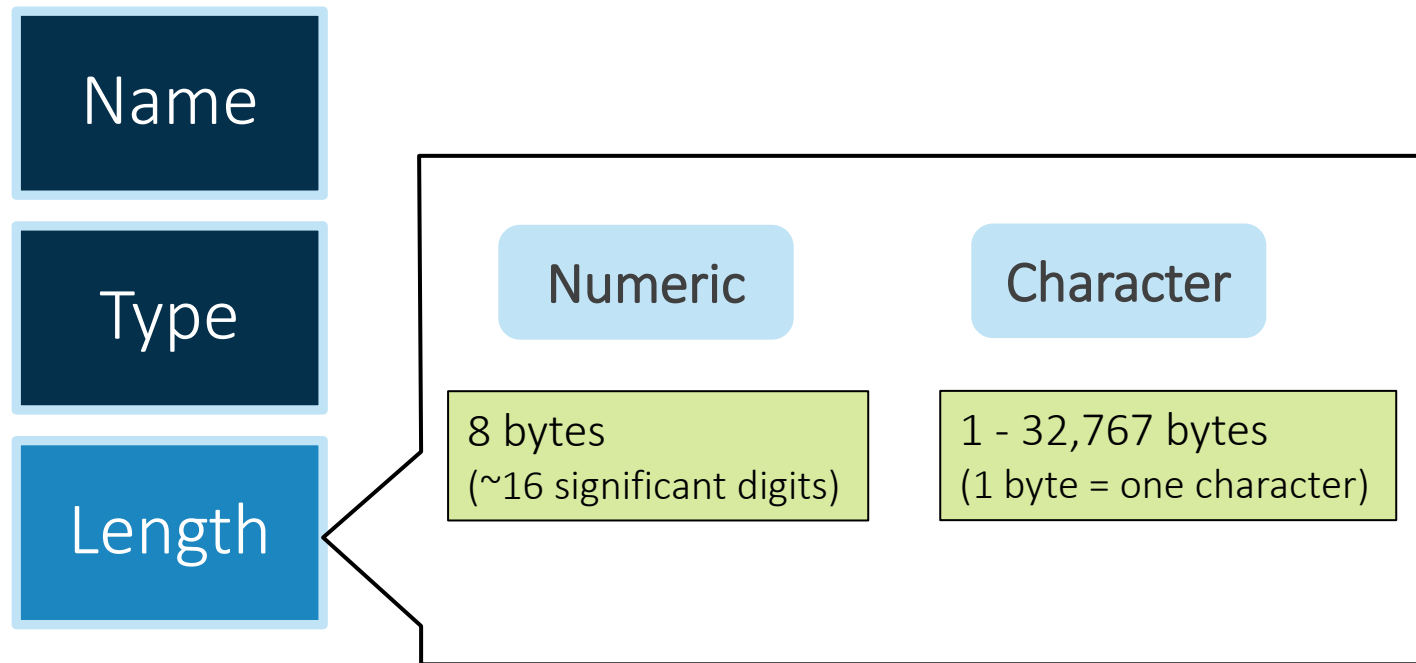 Name
Type
Length
Numeric
Character
8 bytes
(~16 significant digits)
1 - 32,767 bytes
(1 byte = one character)